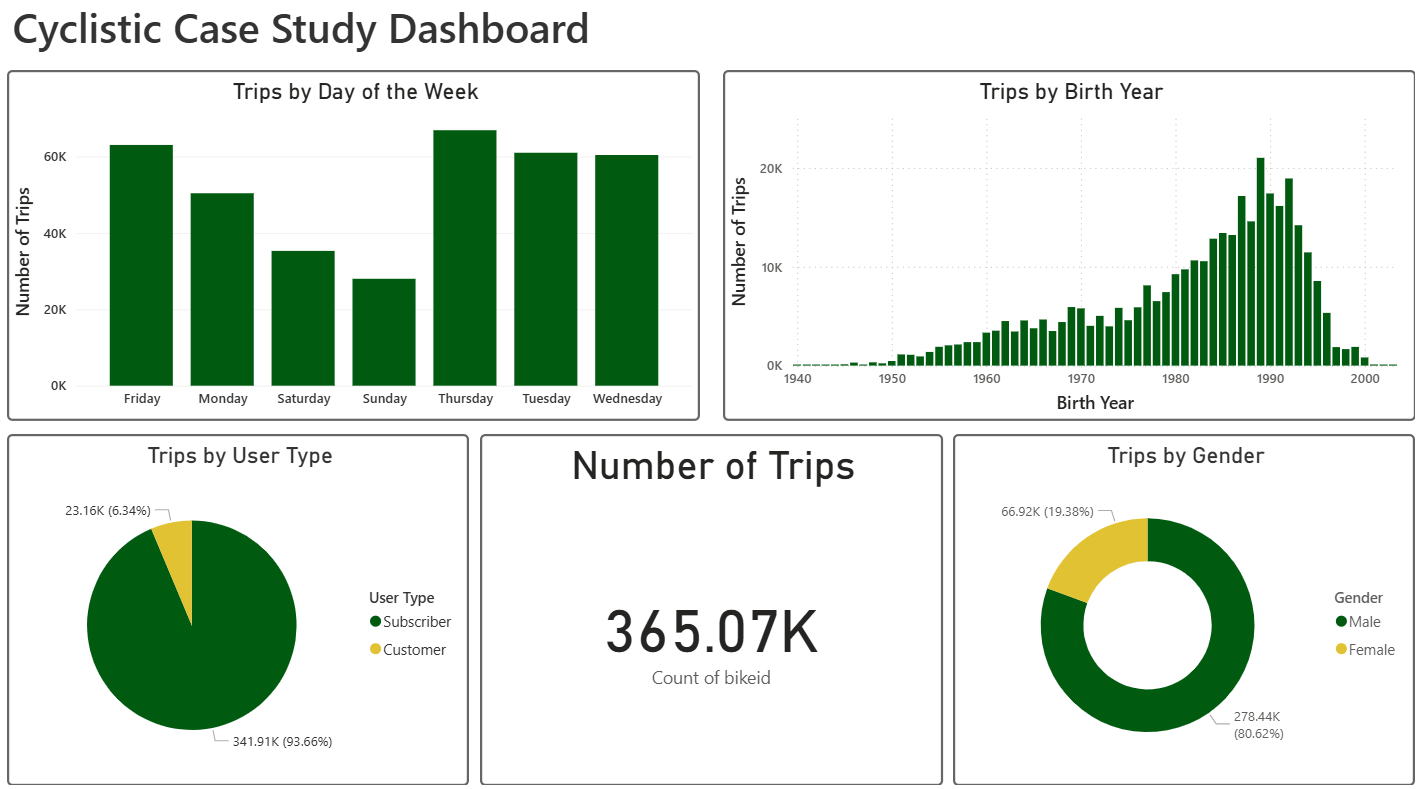 Cyclistic Case Study Dashboard
Trips by Day of the Week
Number of Trips
60K
40K
20K
0K
Friday Monday Saturday Sunday Thursday Tuesday Wednesday
Trips by Birth Year
Number of Trips
20K
10K
0K
1940 1950 1960 1970 1980 1990 2000
Birth Year
Trips by User Type
23.16K (6.34%)
341.91K (93.66%)
User Type
Subscriber
Customer
Number of Trips
365.07K
Count of bikeid
Trips by Gender
66.92K (19.38%)
278.44K
(80.62%)
Gender
Male
Female